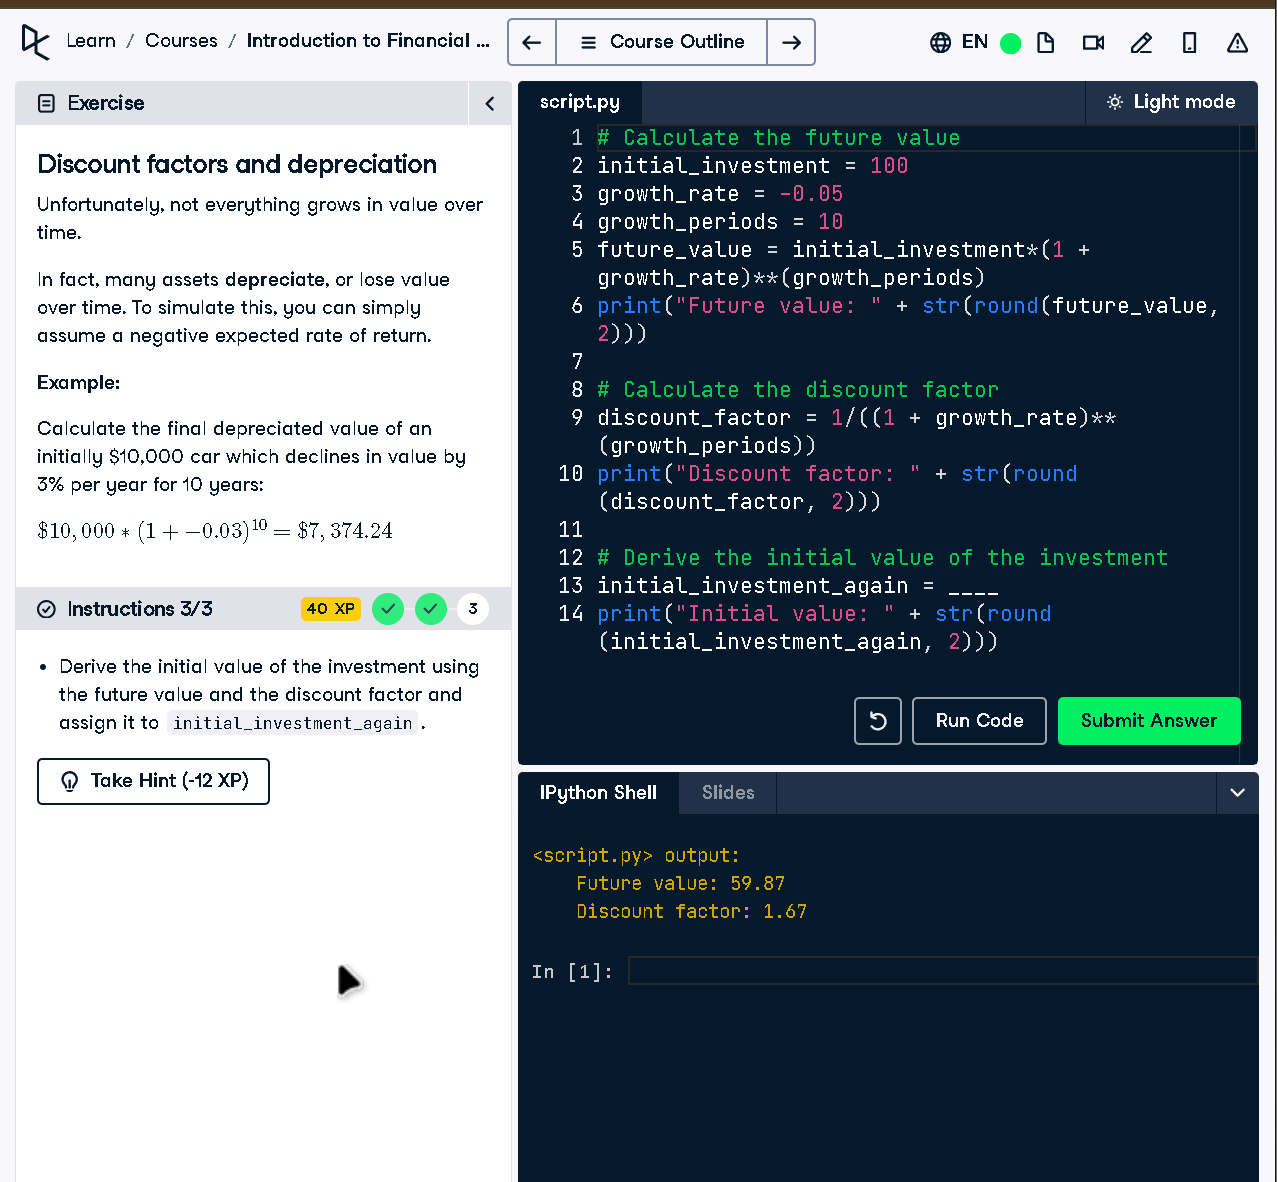 Learn / Courses / Introduction to Financial ...
Course Outline
EN
Exercise
Discount factors and depreciation
Unfortunately, not everything grows in value over
time.
In fact, many assets depreciate, or lose value
over time. To simulate this, you can simply
assume a negative expected rate of return.
Example:
Calculate the final depreciated value of an
initially $10,000 car which declines in value by
3% per year for 10 years:
$10,000 * (1 + −0.03)^10 = $7,374.24
Instructions 3/3
40 XP
3
• Derive the initial value of the investment using
the future value and the discount factor and
assign it to initial_investment_again .
Take Hint (-12 XP)
script.py
Light mode
1 # Calculate the future value
2 initial_investment = 100
3 growth_rate = -0.05
4 growth_periods = 10
5 future_value = initial_investment*(1 +
growth_rate)**(growth_periods)
6 print("Future value: " + str(round(future_value,
2)))
7
8 # Calculate the discount factor
9 discount_factor = 1/((1 + growth_rate)**
(growth_periods))
10 print("Discount factor: " + str(round
(discount_factor, 2)))
11
12 # Derive the initial value of the investment
13 initial_investment_again = ____
14 print("Initial value: " + str(round
(initial_investment_again, 2)))
Run Code
Submit Answer
IPython Shell
Slides
<script.py> output:
Future value: 59.87
Discount factor: 1.67
In [1]: